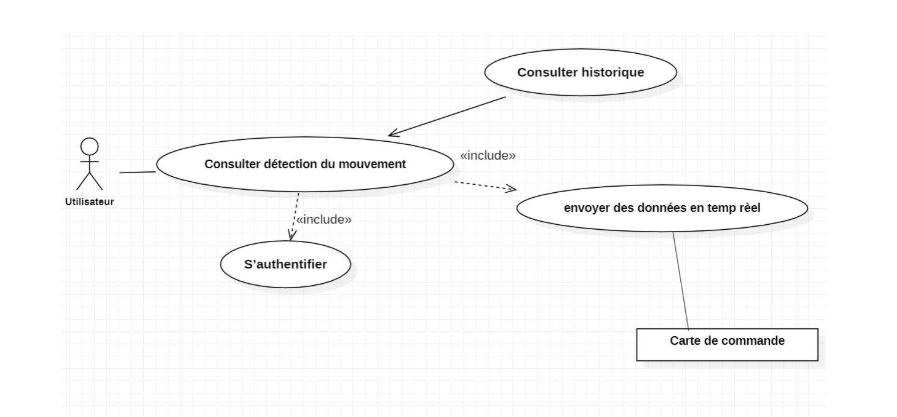 Consulter historique
Consulter détection du mouvement
«include»
Utilisateur
envoyer des données en temp rèel
«include»
S'authentifier
Carte de commande